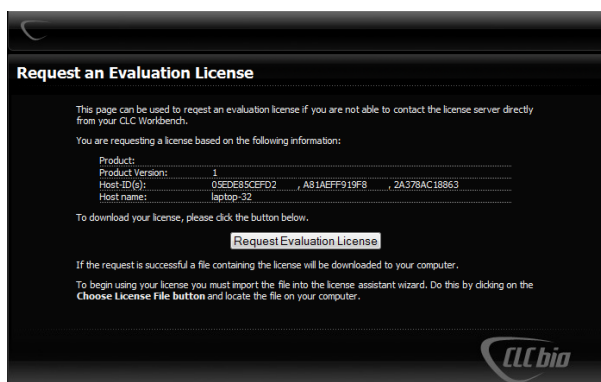 Request an Evaluation License
This page can be used to reqest an evaluation license if you are not able to contact the license server directly
from your CLC Workbench.
You are requesting a license based on the following information:
Product:
Product Version: 1
Host-ID(s): 05EDE85CEFD2 , A81AEFF919F8 , 2A378AC18863
Host name: laptop-32
To download your license, please click the button below.
Request Evaluation License
If the request is successful a file containing the license will be downloaded to your computer.
To begin using your license you must import the file into the license assistant wizard. Do this by clicking on the
Choose License File button and locate the file on your computer.
CLC bio